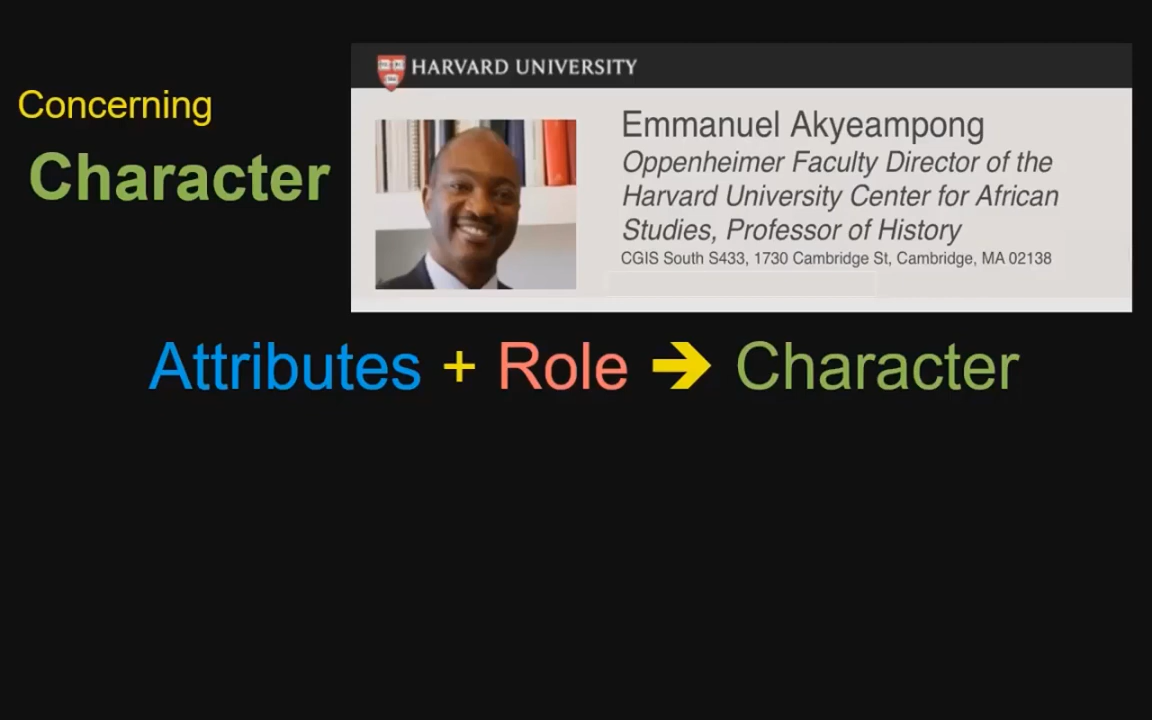 Concerning
Character
HARVARD UNIVERSITY
Emmanuel Akyeampong
Oppenheimer Faculty Director of the
Harvard University Center for African
Studies, Professor of History
CGIS South S433, 1730 Cambridge St, Cambridge, MA 02138
Attributes + Role ➔ Character